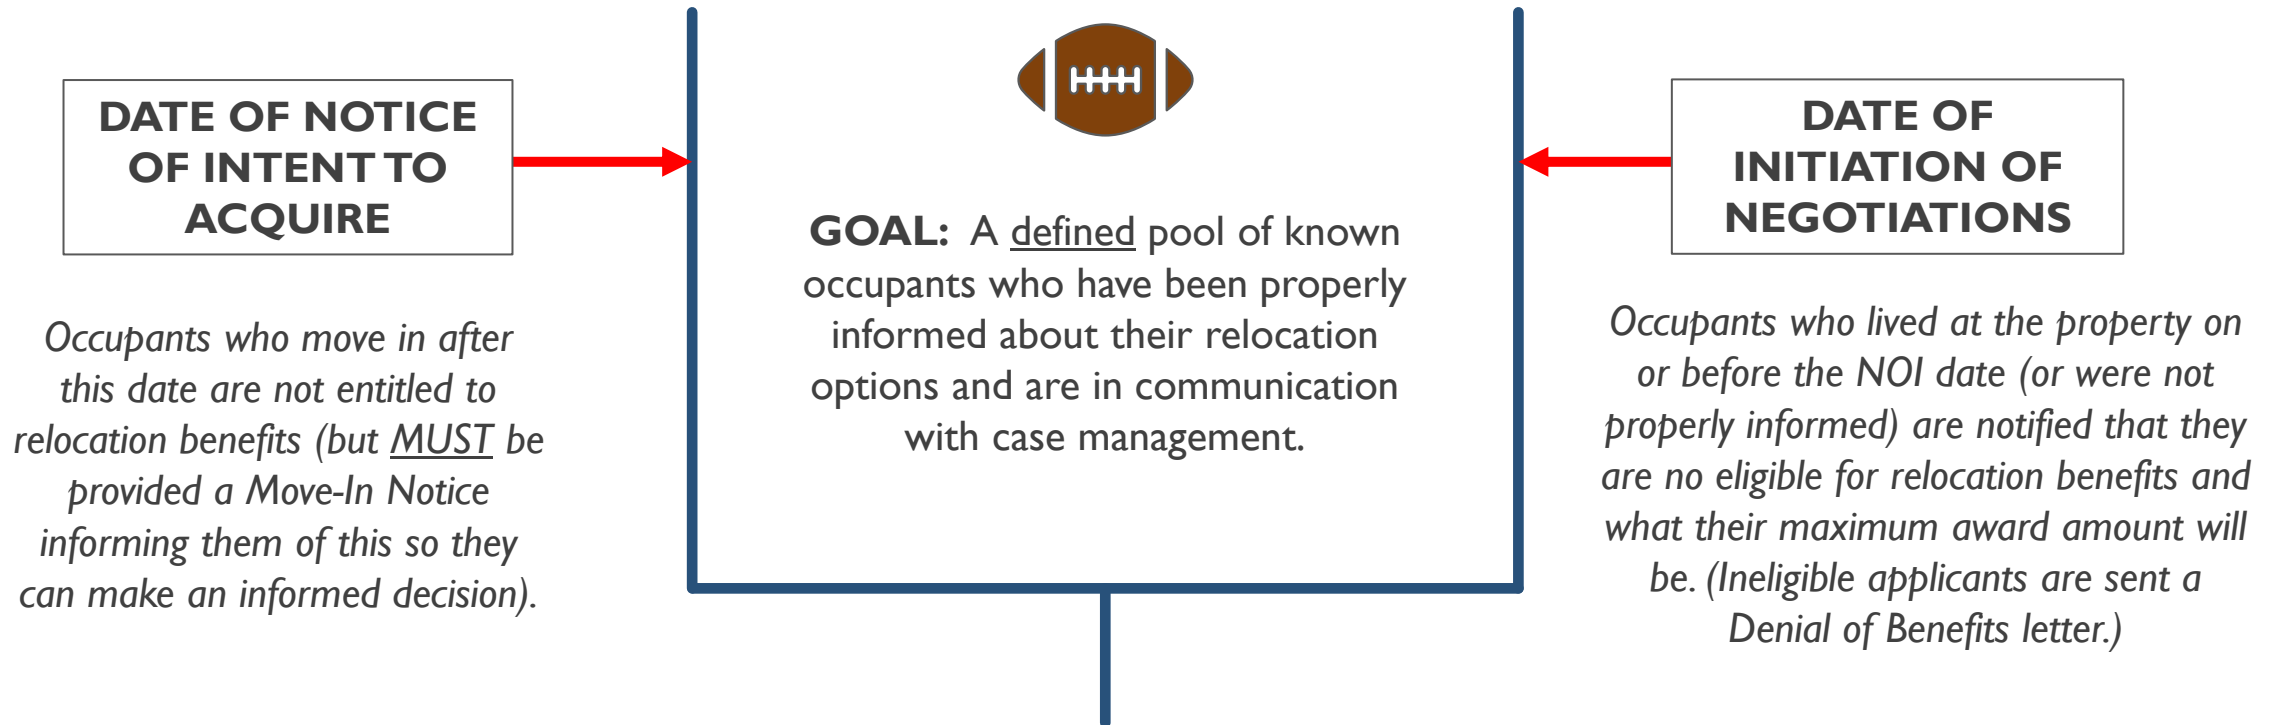 DATE OF NOTICE
OF INTENT TO
ACQUIRE
Occupants who move in after
this date are not entitled to
relocation benefits (but MUST be
provided a Move-In Notice
informing them of this so they
can make an informed decision).
GOAL: A defined pool of known
occupants who have been properly
informed about their relocation
options and are in communication
with case management.
DATE OF
INITIATION OF
NEGOTIATIONS
Occupants who lived at the property on
or before the NOI date (or were not
properly informed) are notified that they
are no eligible for relocation benefits and
what their maximum award amount will
be. (Ineligible applicants are sent a
Denial of Benefits letter.)